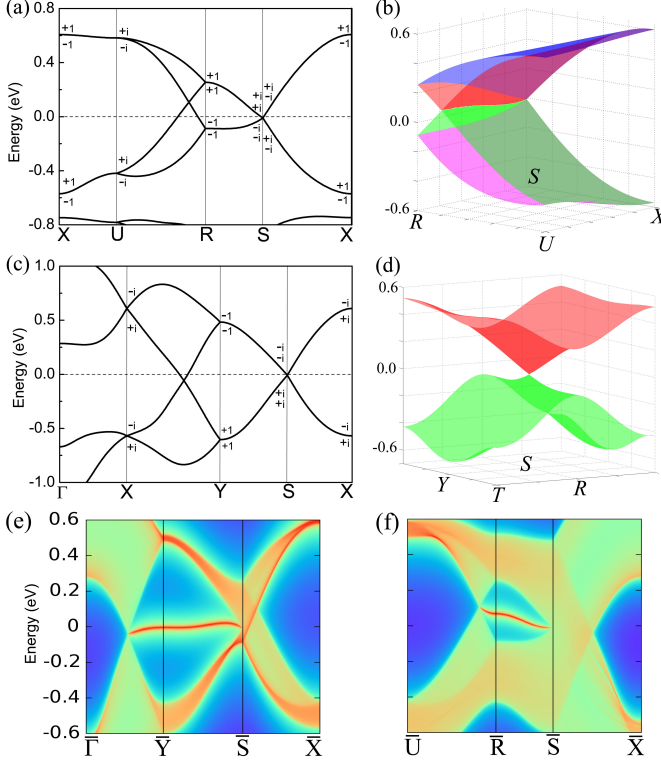 (a)
0.8
0.4
0.0
-0.4
-0.8
Energy (eV)
+1
-1
+i
-i
+1
+1
+i
+i
+i
+i
-i
-i
-i
-i
-1
-1
+i
-i
+1
-1
+1
-1
+1
-1
X U R S X
(b)
0.6
0.0
-0.6
S
R
U
X
(c)
1.0
0.5
0.0
-0.5
-1.0
Energy (eV)
-i
+i
-1
-1
-i
-i
+i
+i
-i
+i
-i
+i
+1
+1
-i
+i
Γ X Y S X
(d)
0.6
0.0
-0.6
Y
T
S
R
(e)
0.6
0.4
0.2
0
-0.2
-0.4
-0.6
Energy (eV)
Γ̅ Y̅ S̅ X̅
(f)
U̅ R̅ S̅ X̅